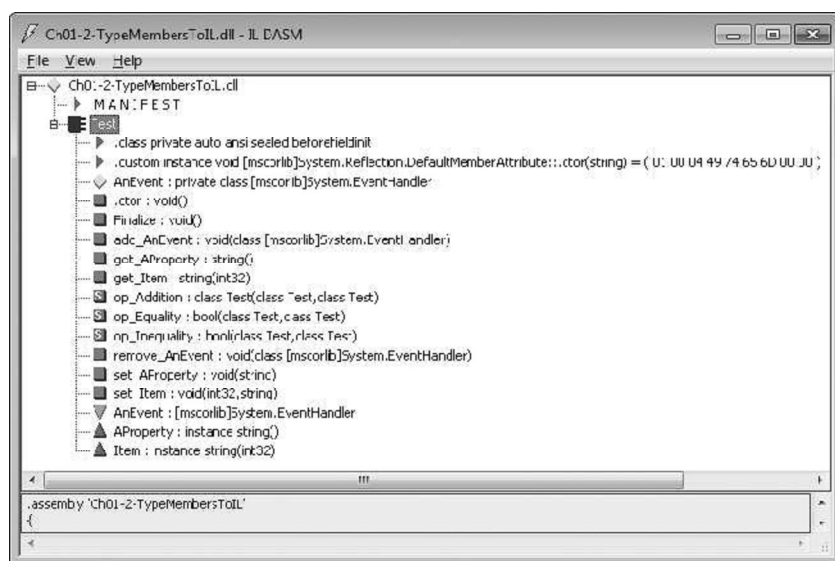 Ch01-2-TypeMembersToIL.dll - IL DASM
File View Help
Ch01-2-TypeMembersToIL.dll
MANIFEST
Test
.class private auto ansi sealed beforefieldinit
.custom instance void [mscorlib]System.Reflection.DefaultMemberAttribute::.ctor(string) = ( 01 00 04 49 74 65 6D 00 00 )
AnEvent : private class [mscorlib]System.EventHandler
.ctor : void()
Finalize : void()
add_AnEvent : void(class [mscorlib]System.EventHandler)
get_AProperty : string()
get_Item : string(int32)
S op_Addition : class Test(class Test,class Test)
S op_Equality : bool(class Test,class Test)
S op_Inequality : bool(class Test,class Test)
remove_AnEvent : void(class [mscorlib]System.EventHandler)
set_AProperty : void(string)
set_Item : void(int32,string)
AnEvent : [mscorlib]System.EventHandler
AProperty : instance string()
Item : instance string(int32)
.assembly 'Ch01-2-TypeMembersToIL'
{